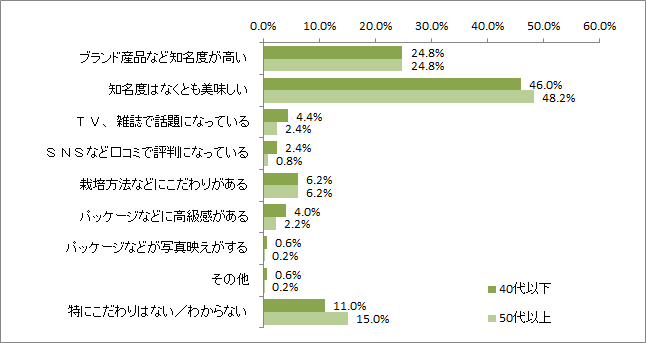 0.0% 10.0% 20.0% 30.0% 40.0% 50.0% 60.0%
ブランド産品など知名度が高い 24.8%
24.8%
知名度はなくとも美味しい 46.0%
48.2%
ＴＶ、雑誌で話題になっている 4.4%
2.4%
ＳＮＳなど口コミで評判になっている 2.4%
0.8%
栽培方法などにこだわりがある 6.2%
6.2%
パッケージなどに高級感がある 4.0%
2.2%
パッケージなどが写真映えがする 0.6%
0.2%
その他 0.6%
0.2%
特にこだわりはない／わからない 11.0%
15.0%
40代以下
50代以上